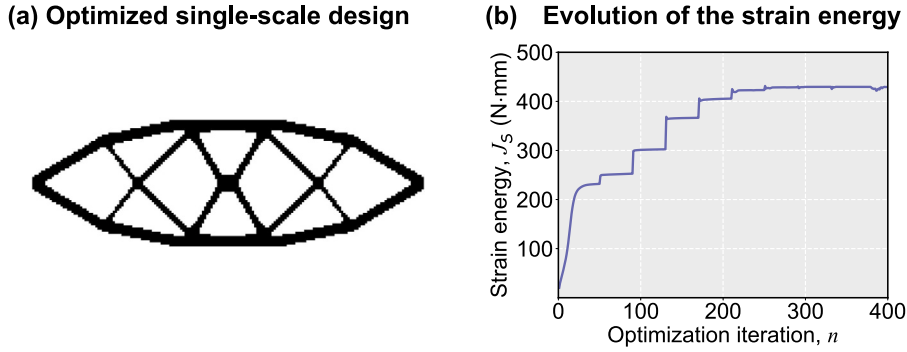 (a) Optimized single-scale design
(b) Evolution of the strain energy
500
400
300
200
100
0
100
200
300
400
Strain energy, J_S (N·mm)
Optimization iteration, n